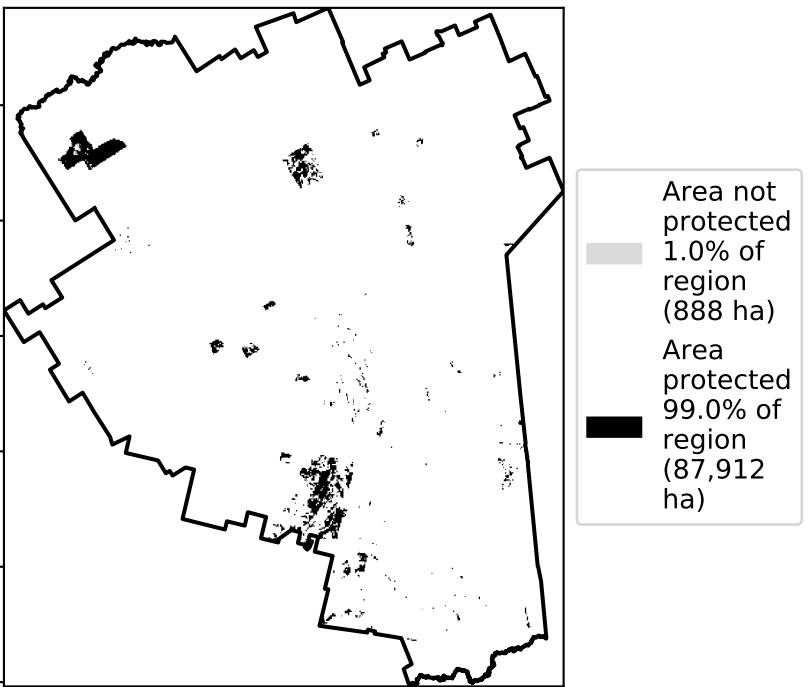 Area not
protected
1.0% of
region
(888 ha)
Area
protected
99.0% of
region
(87,912
ha)